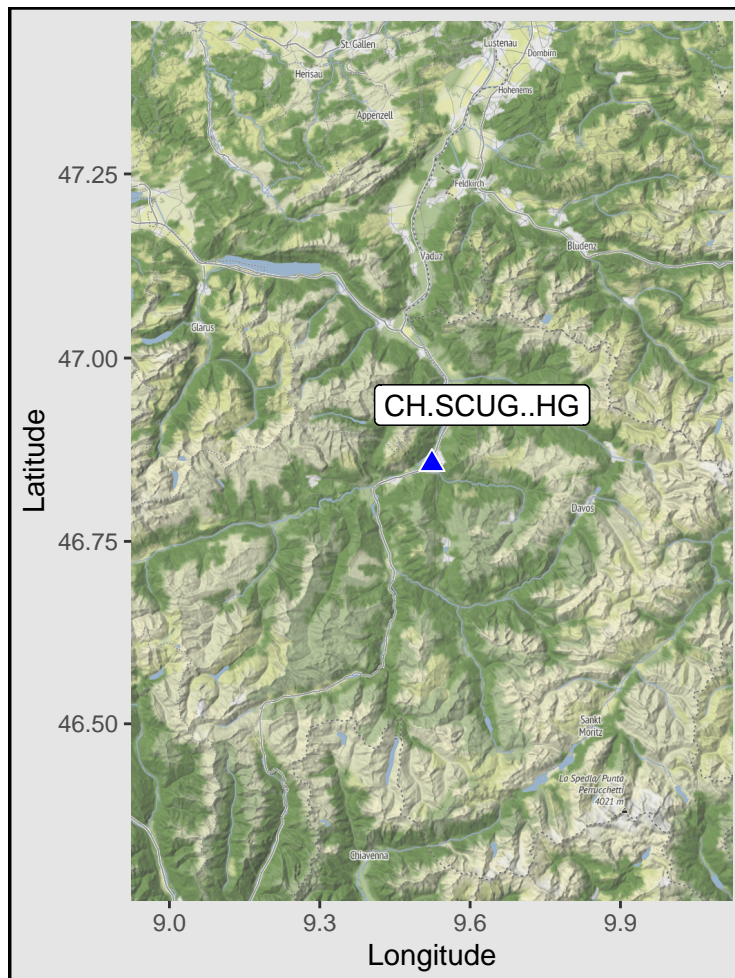 St. Gallen
Lustenau
Dornbirn
Herisau
Hohenems
Appenzell
47.25
Feldkirch
Bludenz
Vaduz
47.00
Glarus
CH.SCUG..HG
Latitude
Davos
46.75
46.50
Sankt
Moritz
La Spedla/ Punta
Perrucchetti
4021 m
Chiavenna
9.0
9.3
9.6
9.9
Longitude